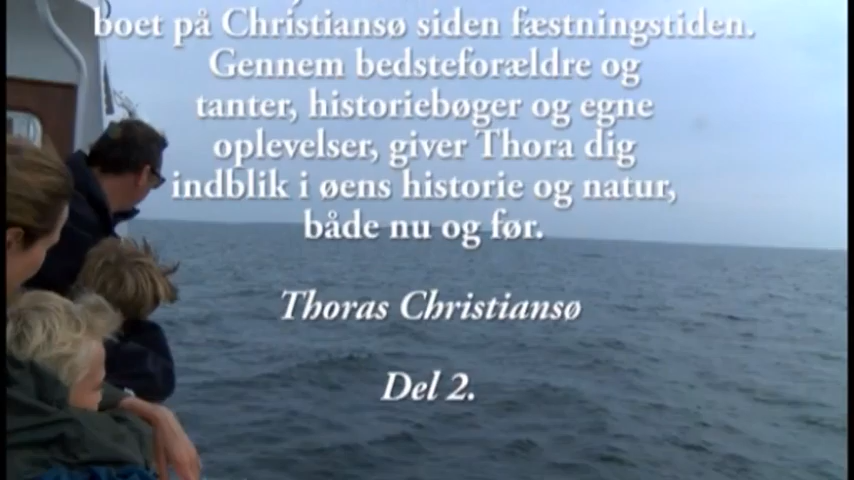 boet på Christiansø siden fæstningstiden.
Gennem bedsteforældre og
tanter, historiebøger og egne
oplevelser, giver Thora dig
indblik i øens historie og natur,
både nu og før.
Thoras Christiansø
Del 2.